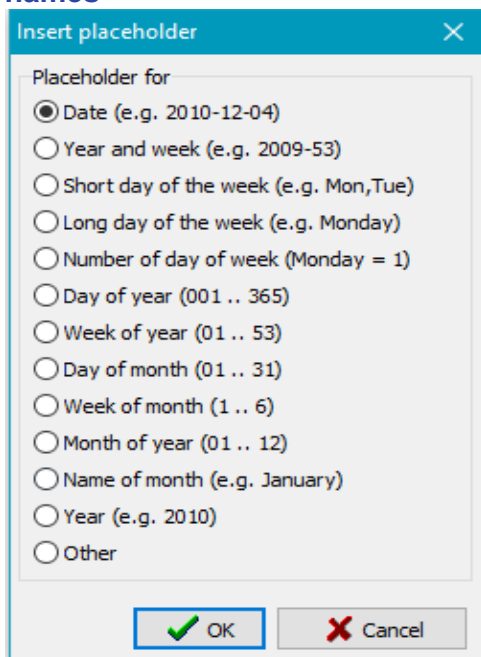 names
Insert placeholder
Placeholder for
Date (e.g. 2010-12-04)
Year and week (e.g. 2009-53)
Short day of the week (e.g. Mon,Tue)
Long day of the week (e.g. Monday)
Number of day of week (Monday = 1)
Day of year (001 .. 365)
Week of year (01 .. 53)
Day of month (01 .. 31)
Week of month (1 .. 6)
Month of year (01 .. 12)
Name of month (e.g. January)
Year (e.g. 2010)
Other
OK Cancel